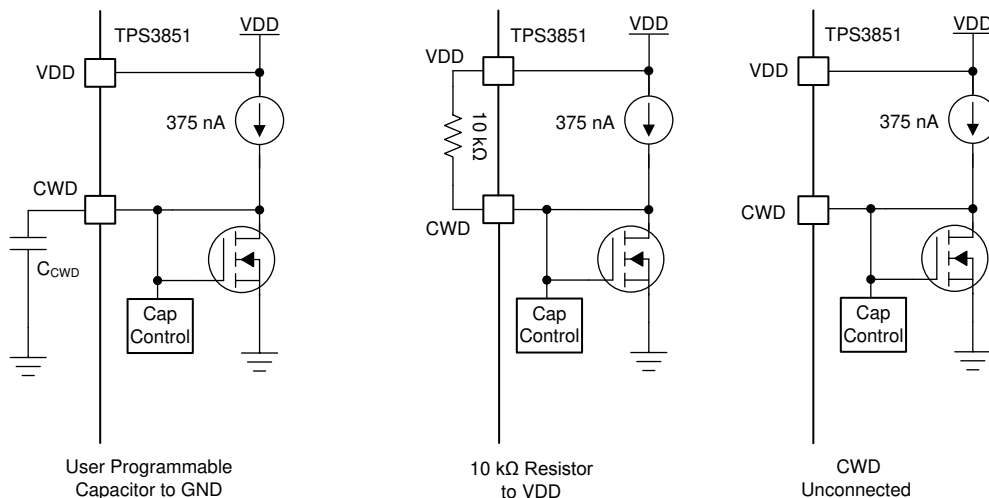 TPS3851
VDD
VDD
375 nA
CWD
CCWD
Cap
Control
User Programmable
Capacitor to GND
TPS3851
VDD
VDD
10 kΩ
375 nA
CWD
Cap
Control
10 kΩ Resistor
to VDD
TPS3851
VDD
VDD
375 nA
CWD
Cap
Control
CWD
Unconnected